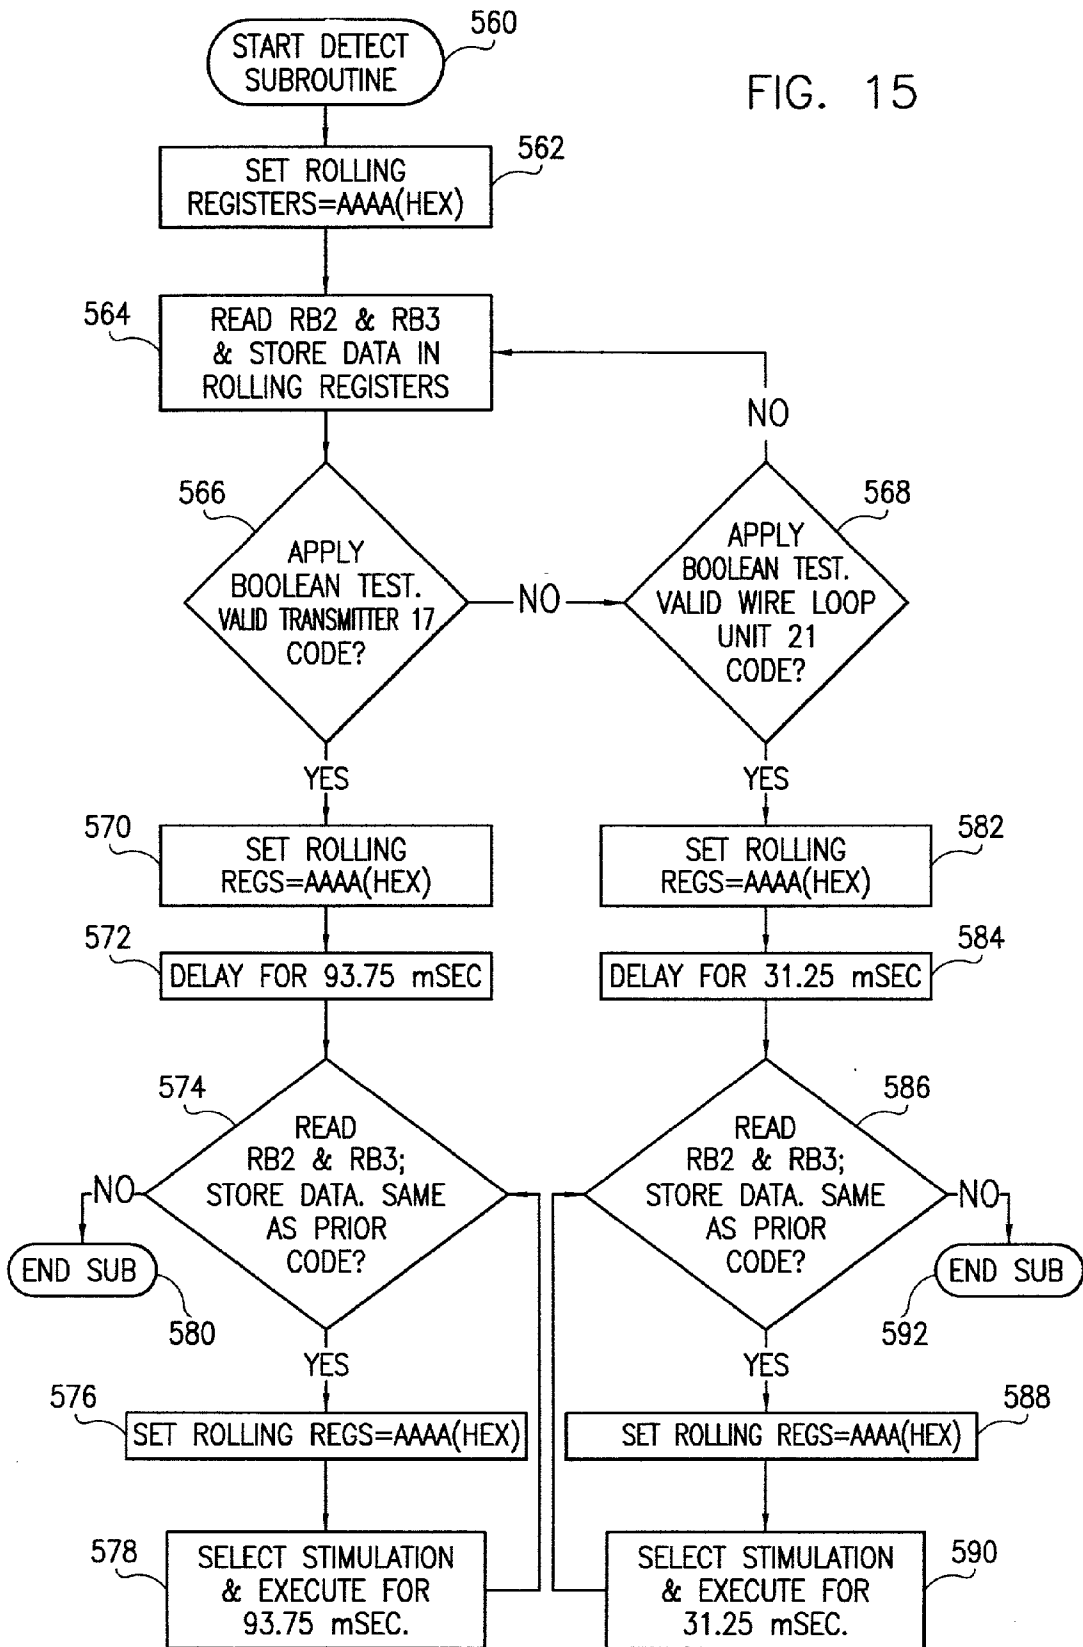 START DETECT
SUBROUTINE
560
FIG. 15
SET ROLLING
REGISTERS=AAAA(HEX)
562
564
READ RB2 & RB3
& STORE DATA IN
ROLLING REGISTERS
NO
566
APPLY
BOOLEAN TEST.
VALID TRANSMITTER 17
CODE?
NO
568
APPLY
BOOLEAN TEST.
VALID WIRE LOOP
UNIT 21
CODE?
YES
YES
570
SET ROLLING
REGS=AAAA(HEX)
582
SET ROLLING
REGS=AAAA(HEX)
572
DELAY FOR 93.75 mSEC
584
DELAY FOR 31.25 mSEC
574
READ
RB2 & RB3;
STORE DATA. SAME
AS PRIOR
CODE?
NO
END SUB
580
586
READ
RB2 & RB3;
STORE DATA. SAME
AS PRIOR
CODE?
NO
END SUB
592
YES
YES
576
SET ROLLING REGS=AAAA(HEX)
588
SET ROLLING REGS=AAAA(HEX)
578
SELECT STIMULATION
& EXECUTE FOR
93.75 mSEC.
590
SELECT STIMULATION
& EXECUTE FOR
31.25 mSEC.